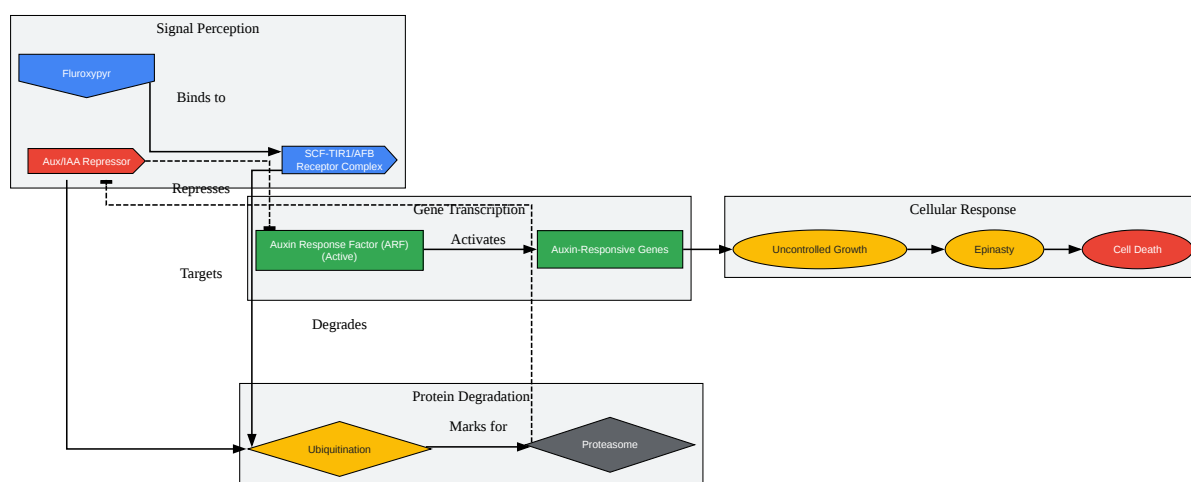 Signal Perception
Fluroxypyr
Binds to
Aux/IAA Repressor
SCF-TIR1/AFB
Receptor Complex
Represses
Gene Transcription
Cellular Response
Auxin Response Factor (ARF)
(Active)
Activates
Auxin-Responsive Genes
Uncontrolled Growth
Epinasty
Cell Death
Targets
Degrades
Protein Degradation
Marks for
Ubiquitination
Proteasome